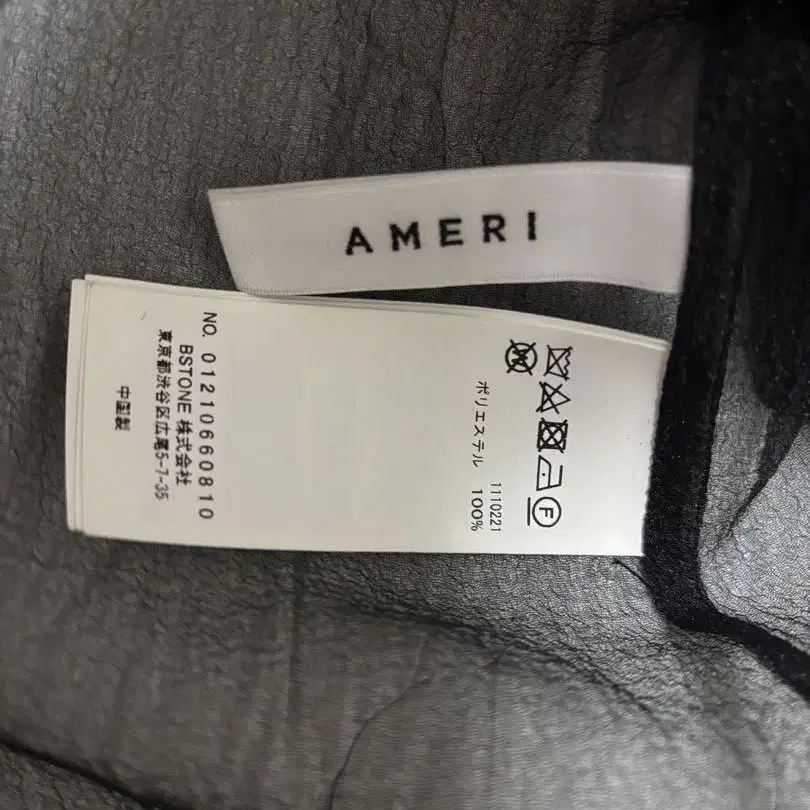 AMERI
1110221
ポリエステル 100%
NO. 01210660810
BSTONE 株式会社
東京都渋谷区広尾5-7-35
中国製